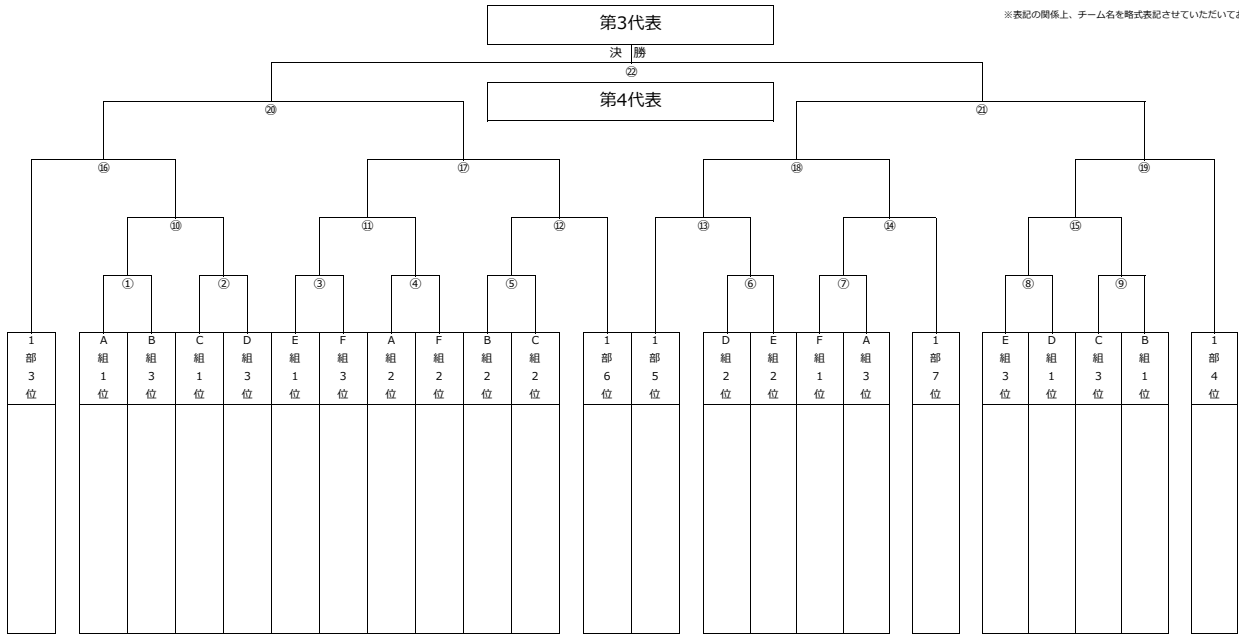 第3代表
※表記の関係上、チーム名を略式表記させていただいてお
決 勝
㉒
第4代表
⑳ ㉑
⑯ ⑰ ⑱ ⑲
⑩ ⑪ ⑫ ⑬ ⑭ ⑮
① ② ③ ④ ⑤ ⑥ ⑦ ⑧ ⑨
1部3位
A組1位
B組3位
C組1位
D組3位
E組1位
F組3位
A組2位
F組2位
B組2位
C組2位
1部6位
1部5位
D組2位
E組2位
F組1位
A組3位
1部7位
E組3位
D組1位
C組3位
B組1位
1部4位